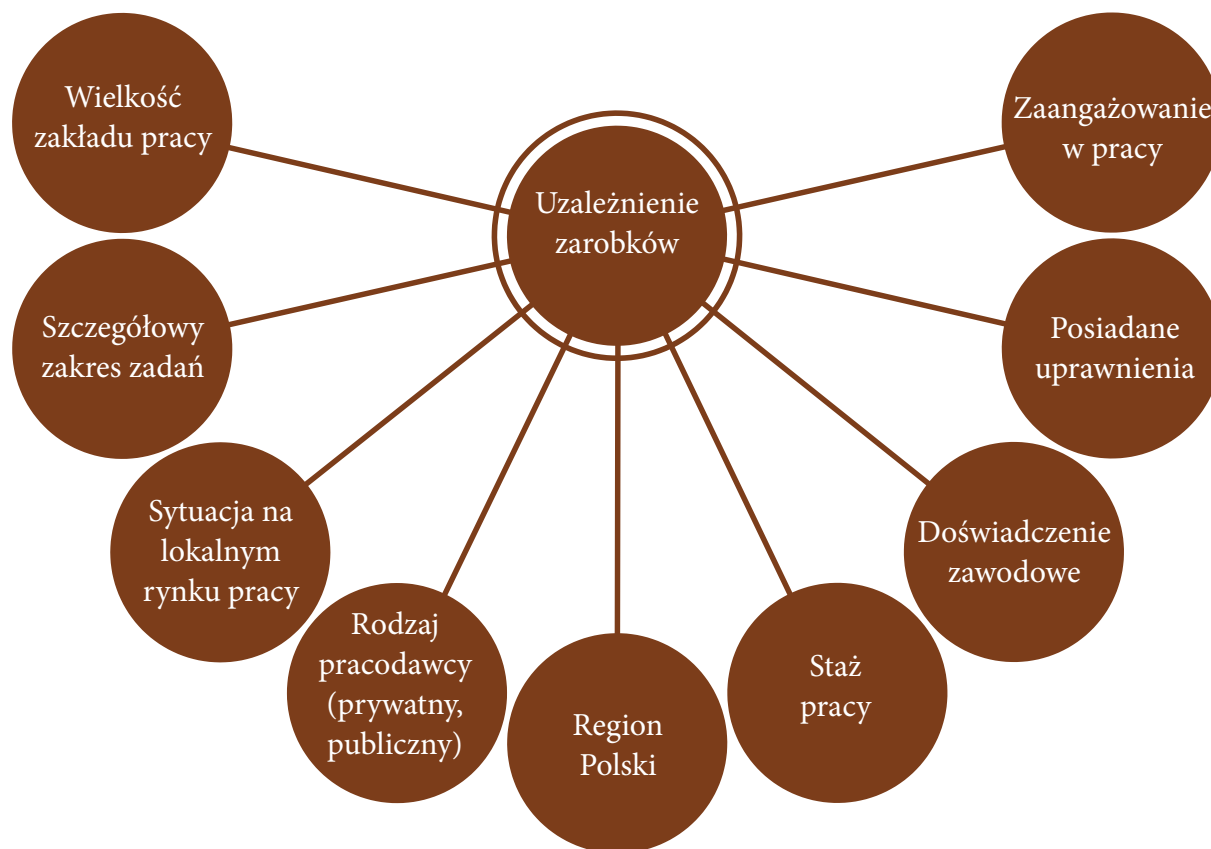 Uzależnienie
zarobków
Wielkość
zakładu pracy
Szczegółowy
zakres zadań
Sytuacja na
lokalnym
rynku pracy
Rodzaj
pracodawcy
(prywatny,
publiczny)
Region
Polski
Staż
pracy
Doświadczenie
zawodowe
Posiadane
uprawnienia
Zaangażowanie
w pracy